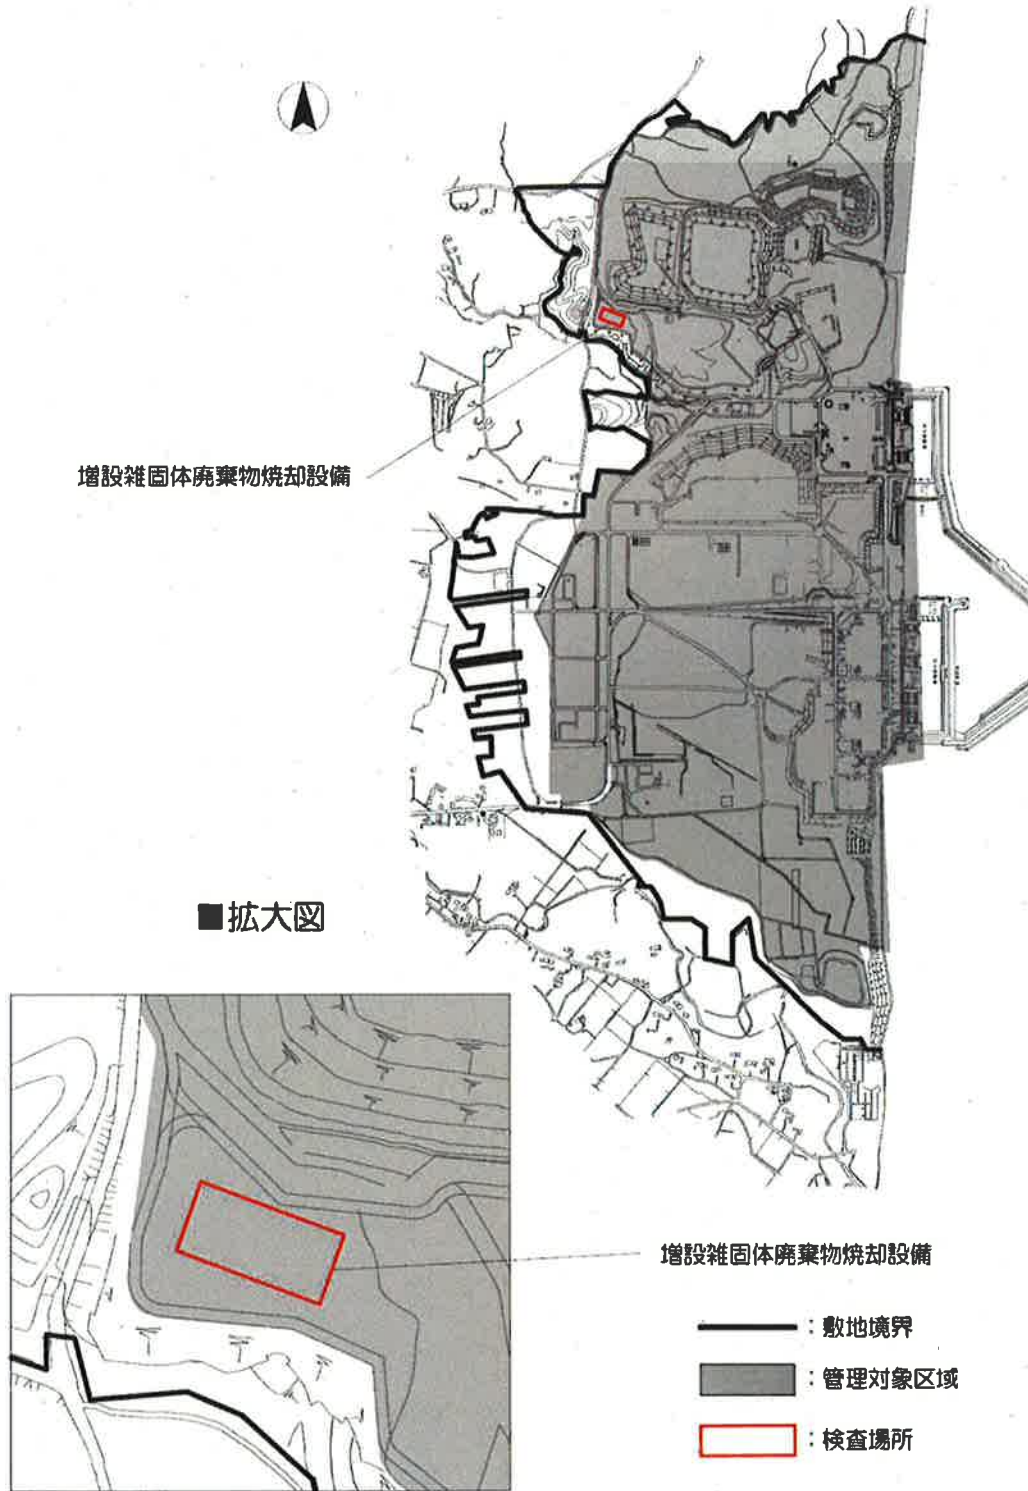 増設雑固体廃棄物焼却設備
■拡大図
増設雑固体廃棄物焼却設備
：敷地境界
：管理対象区域
：検査場所